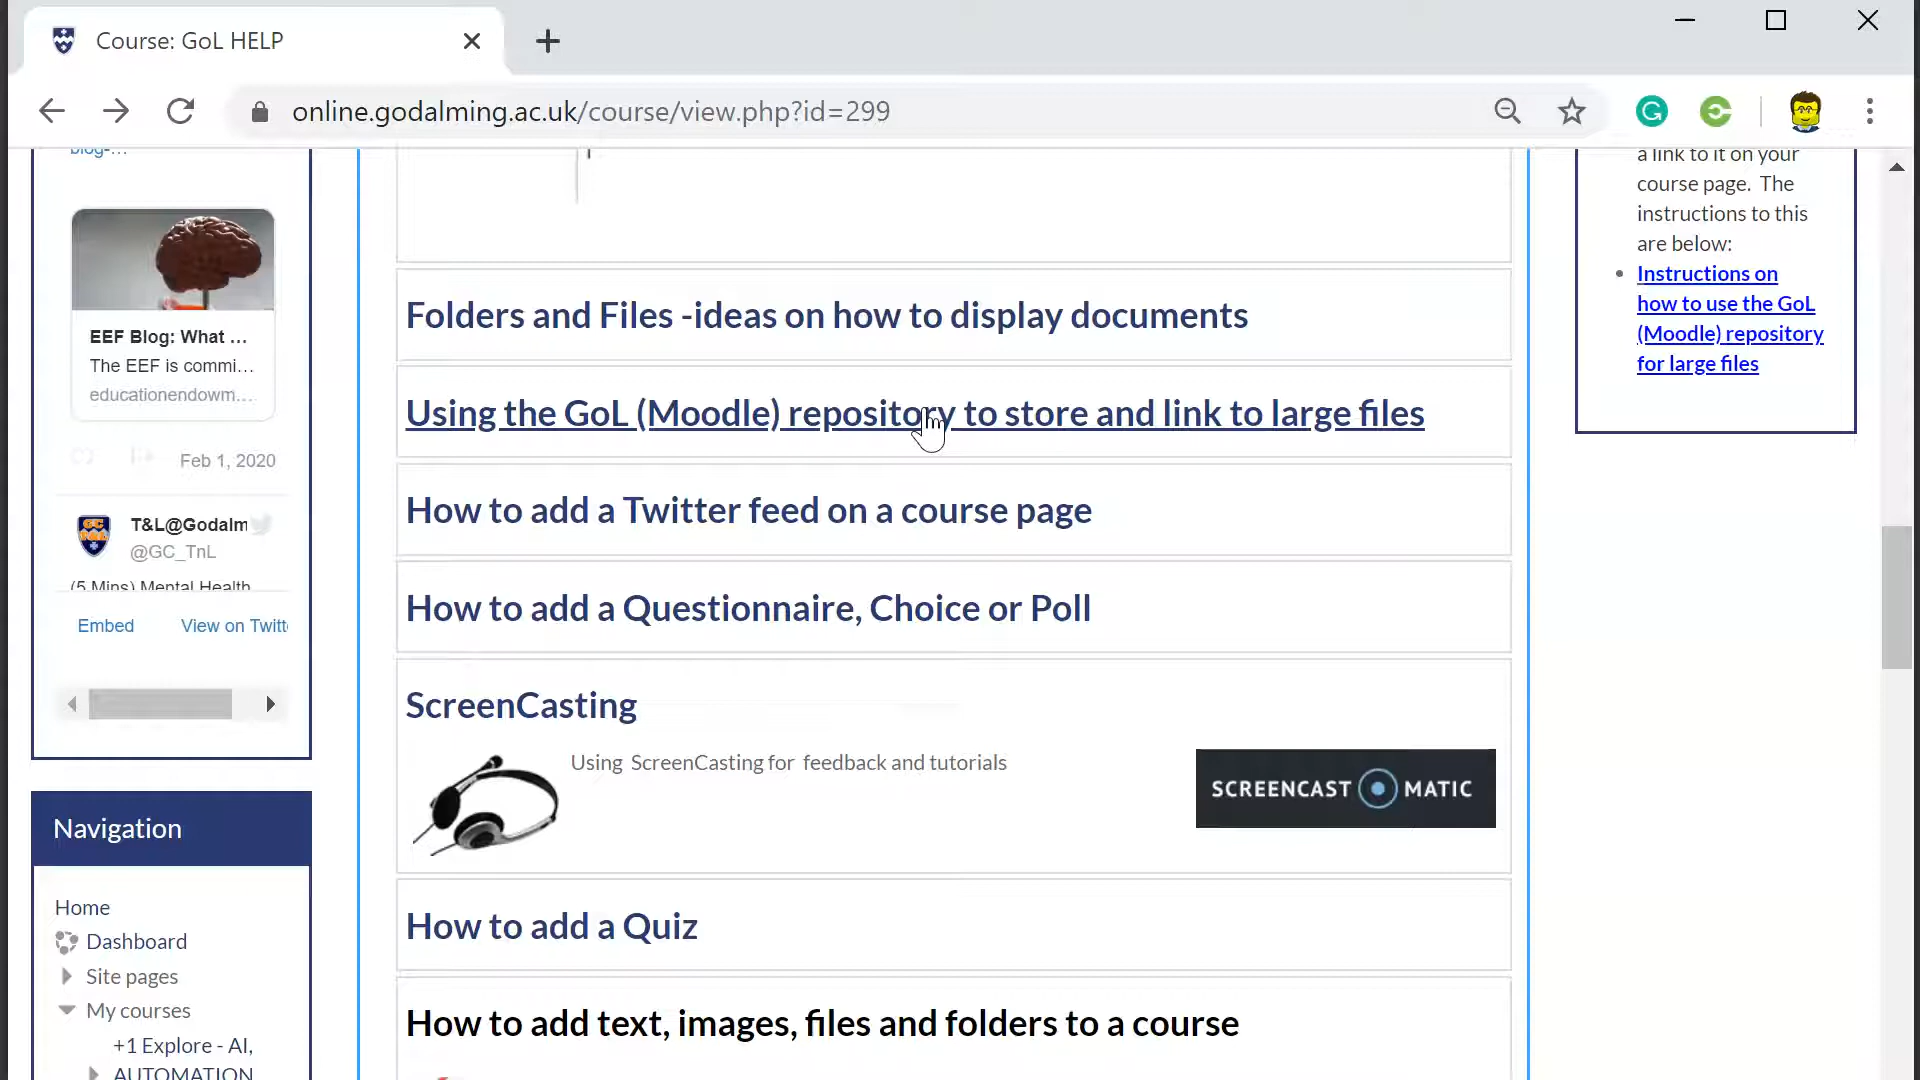 Course: GoL HELP
online.godalming.ac.uk/course/view.php?id=299
blog-...
EEF Blog: What ...
The EEF is commi...
educationendowm...
Feb 1, 2020
T&L@Godalm
@GC_TnL
(5 Mins) Mental Health
Embed
View on Twitt
Navigation
Home
Dashboard
Site pages
My courses
+1 Explore - AI,
AUTOMATION
Folders and Files -ideas on how to display documents
Using the GoL (Moodle) repository to store and link to large files
How to add a Twitter feed on a course page
How to add a Questionnaire, Choice or Poll
ScreenCasting
Using ScreenCasting for feedback and tutorials
SCREENCAST MATIC
How to add a Quiz
How to add text, images, files and folders to a course
a link to it on your
course page. The
instructions to this
are below:
Instructions on
how to use the GoL
(Moodle) repository
for large files